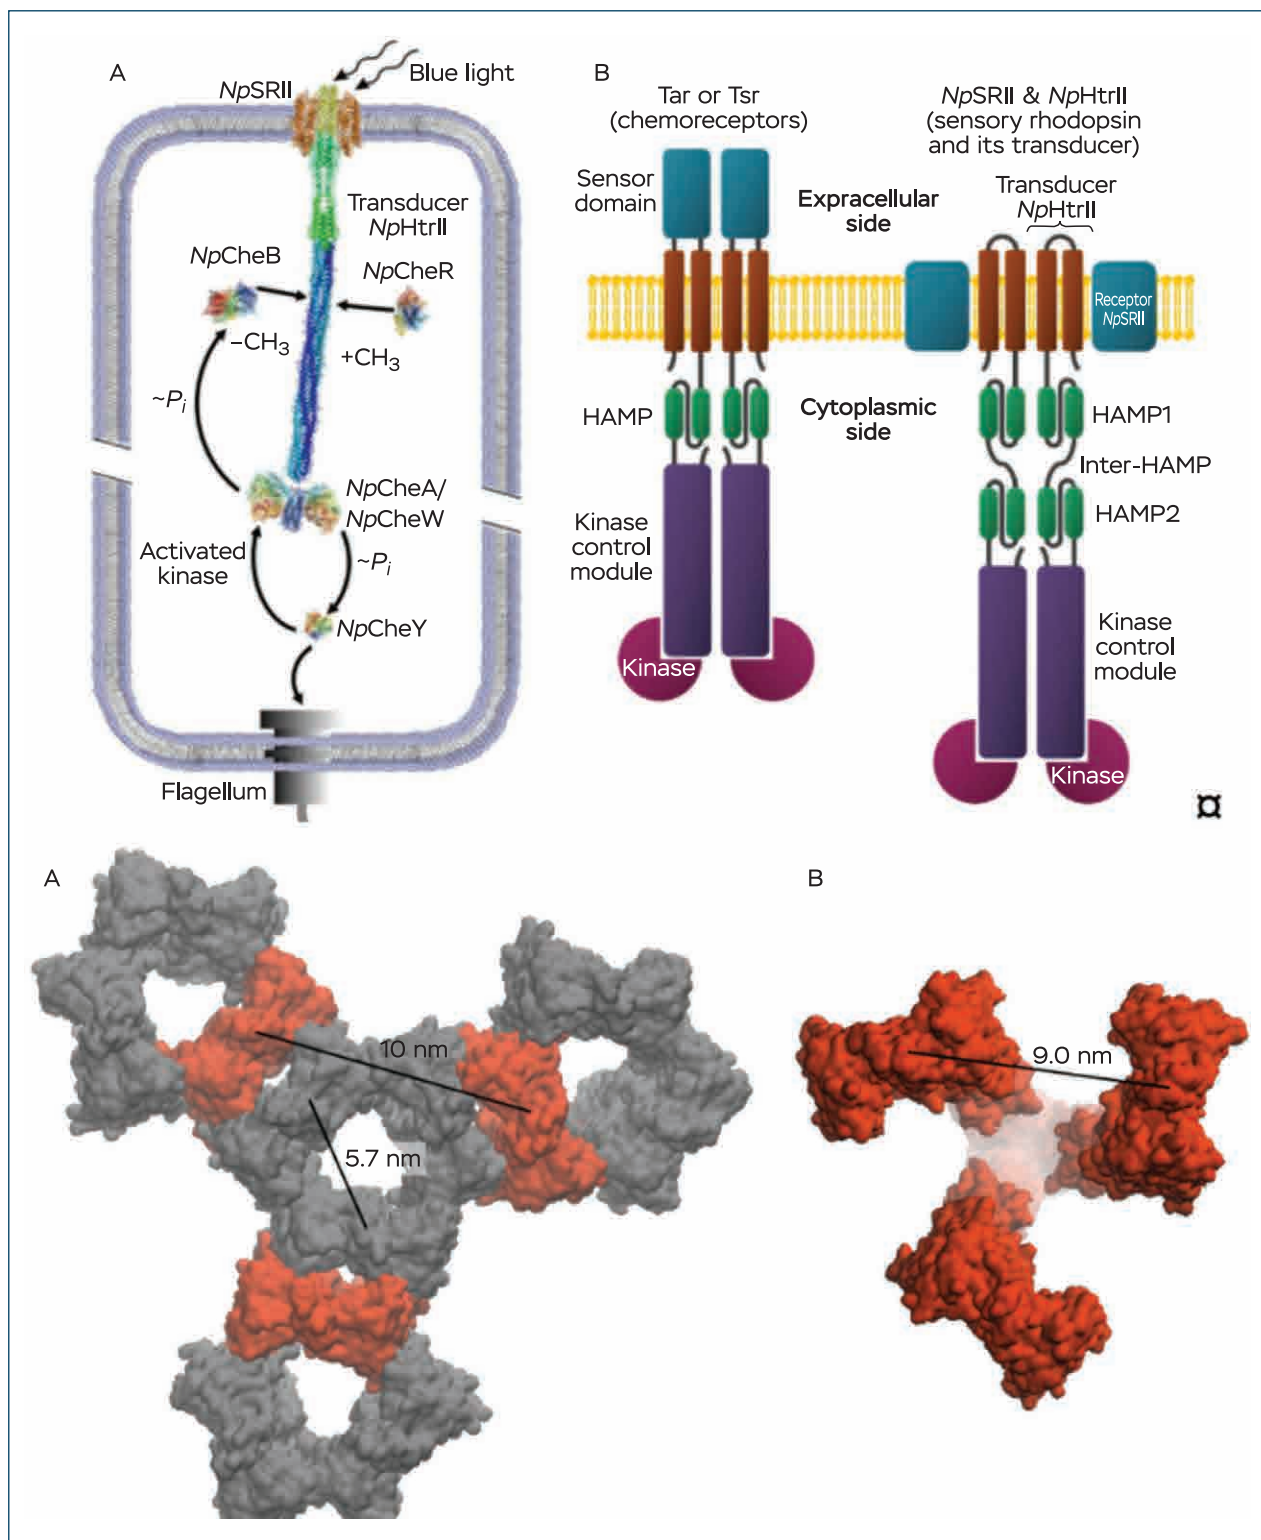 A
NpSRII
Blue light
Transducer
NpHtrII
NpCheB
NpCheR
–CH3
+CH3
~Pi
NpCheA/
NpCheW
Activated
kinase
~Pi
NpCheY
Flagellum
B
Tar or Tsr
(chemoreceptors)
NpSRII & NpHtrII
(sensory rhodopsin
and its transducer)
Sensor
domain
Expracellular
side
Transducer
NpHtrII
Receptor
NpSRII
HAMP
Cytoplasmic
side
HAMP1
Inter-HAMP
HAMP2
Kinase
control
module
Kinase
Kinase
control
module
Kinase
¤
A
10 nm
5.7 nm
B
9.0 nm